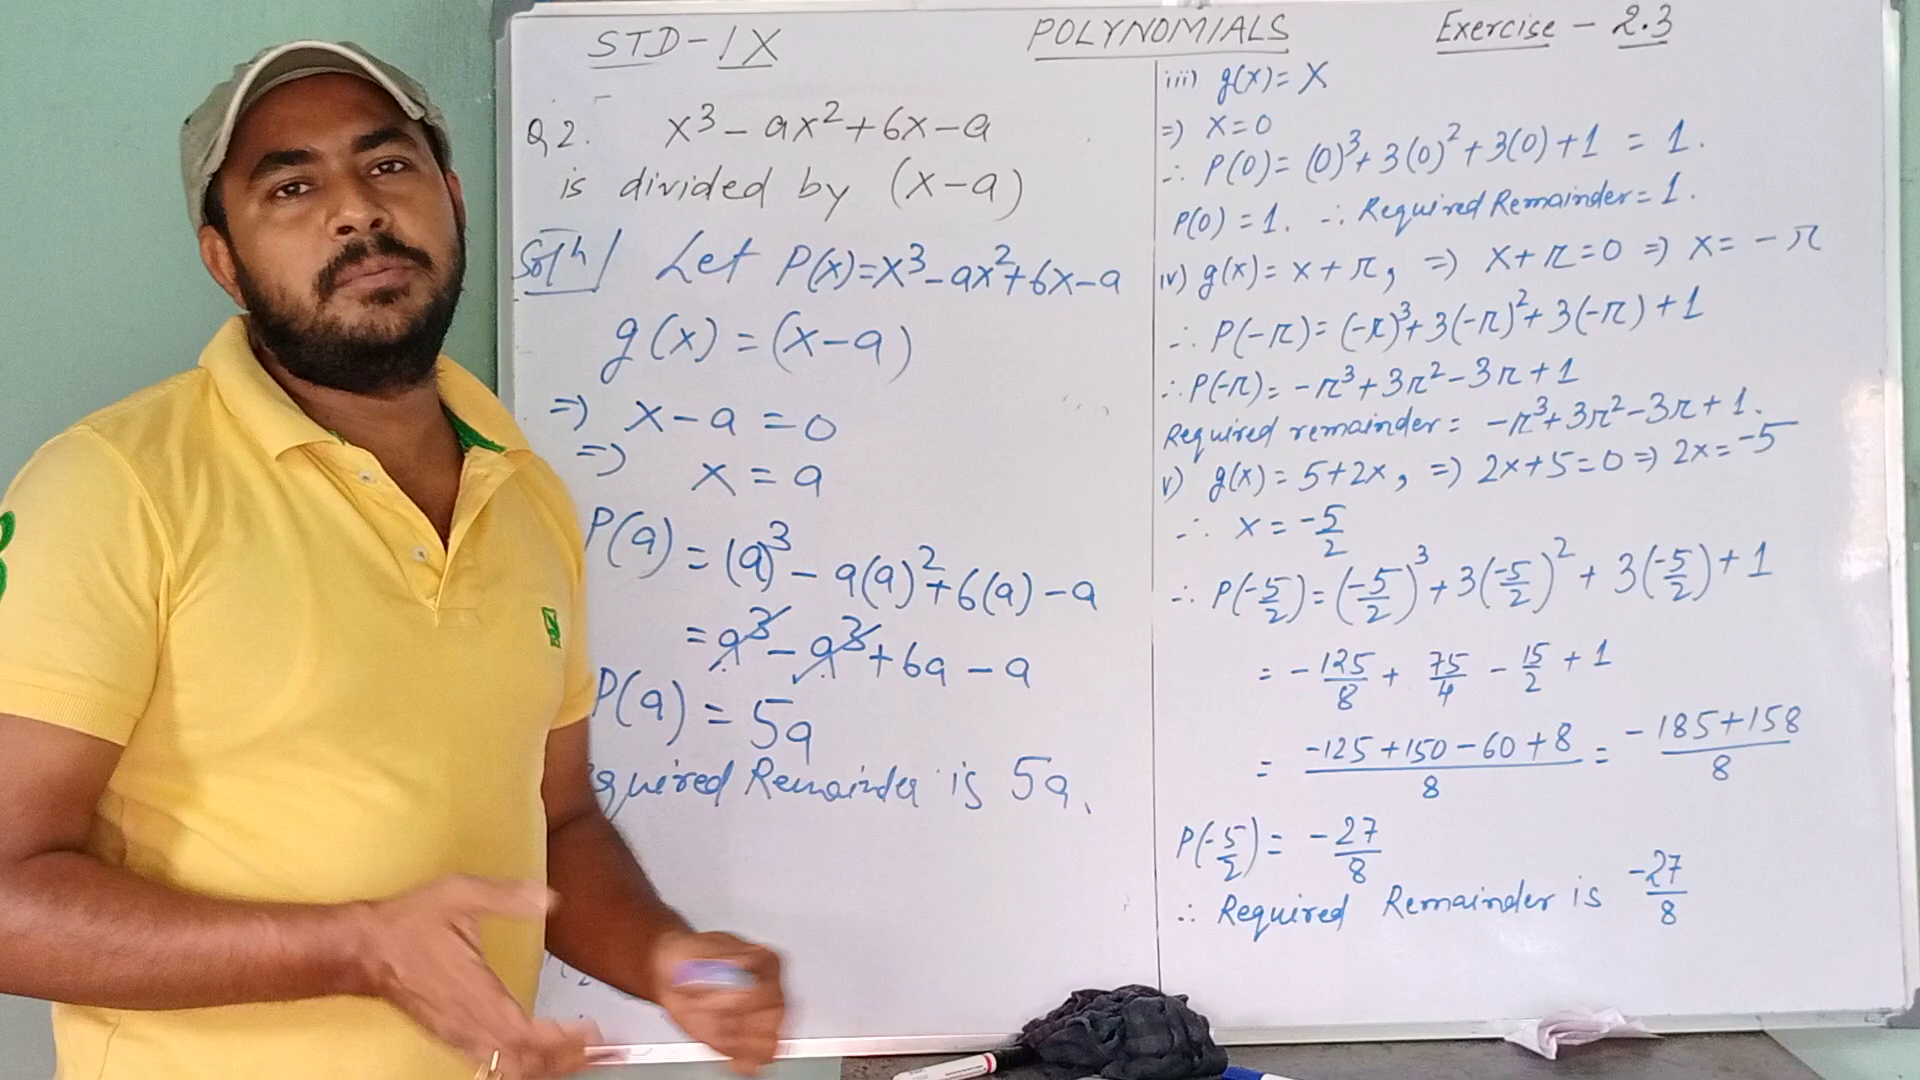 STD-IX POLYNOMIALS Exercise - 2.3
Q2. x³ - ax² + 6x - a
is divided by (x-a)
Solⁿ/ Let P(x) = x³ - ax² + 6x - a
g(x) = (x-a)
=> x - a = 0
=> x = a
P(a) = (a)³ - a(a)² + 6(a) - a
= a³ - a³ + 6a - a
P(a) = 5a
quired Remainder is 5a.
iii) g(x) = x
=> x = 0
∴ P(0) = (0)³ + 3(0)² + 3(0) + 1 = 1.
P(0) = 1. ∴ Required Remainder = 1.
iv) g(x) = x + π, => x + π = 0 => x = -π
∴ P(-π) = (-π)³ + 3(-π)² + 3(-π) + 1
∴ P(-π) = -π³ + 3π² - 3π + 1
Required remainder = -π³ + 3π² - 3π + 1.
v) g(x) = 5 + 2x, => 2x + 5 = 0 => 2x = -5
∴ x = -5/2
∴ P(-5/2) = (-5/2)³ + 3(-5/2)² + 3(-5/2) + 1
= -125/8 + 75/4 - 15/2 + 1
= (-125 + 150 - 60 + 8)/8 = (-185 + 158)/8
P(-5/2) = -27/8
∴ Required Remainder is -27/8